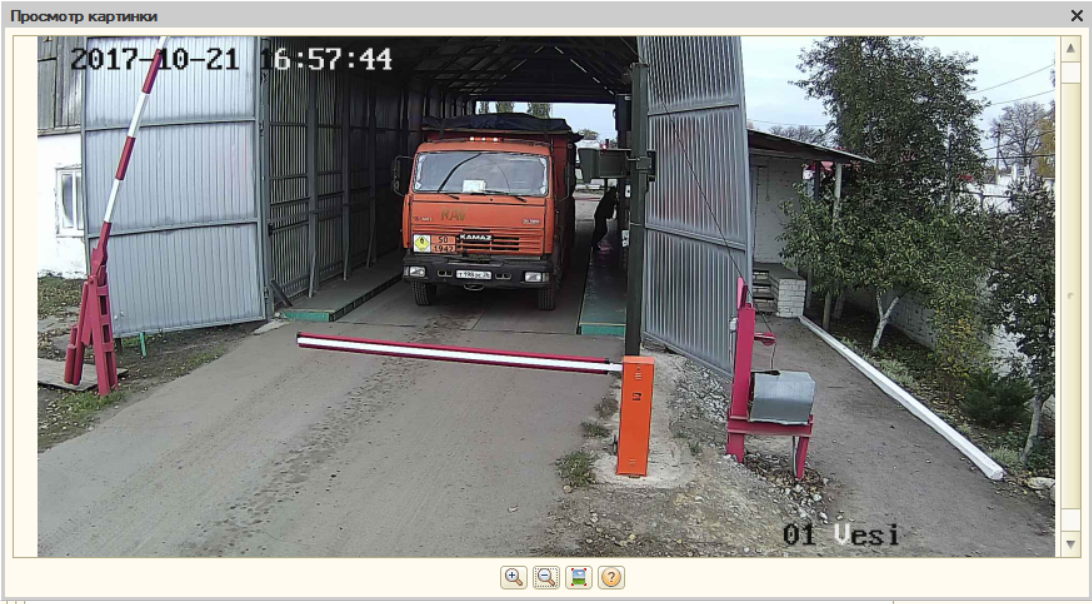 Просмотр картинки
2017-10-21 16:57:44
KAMAZ
50
1942
01 Vesi